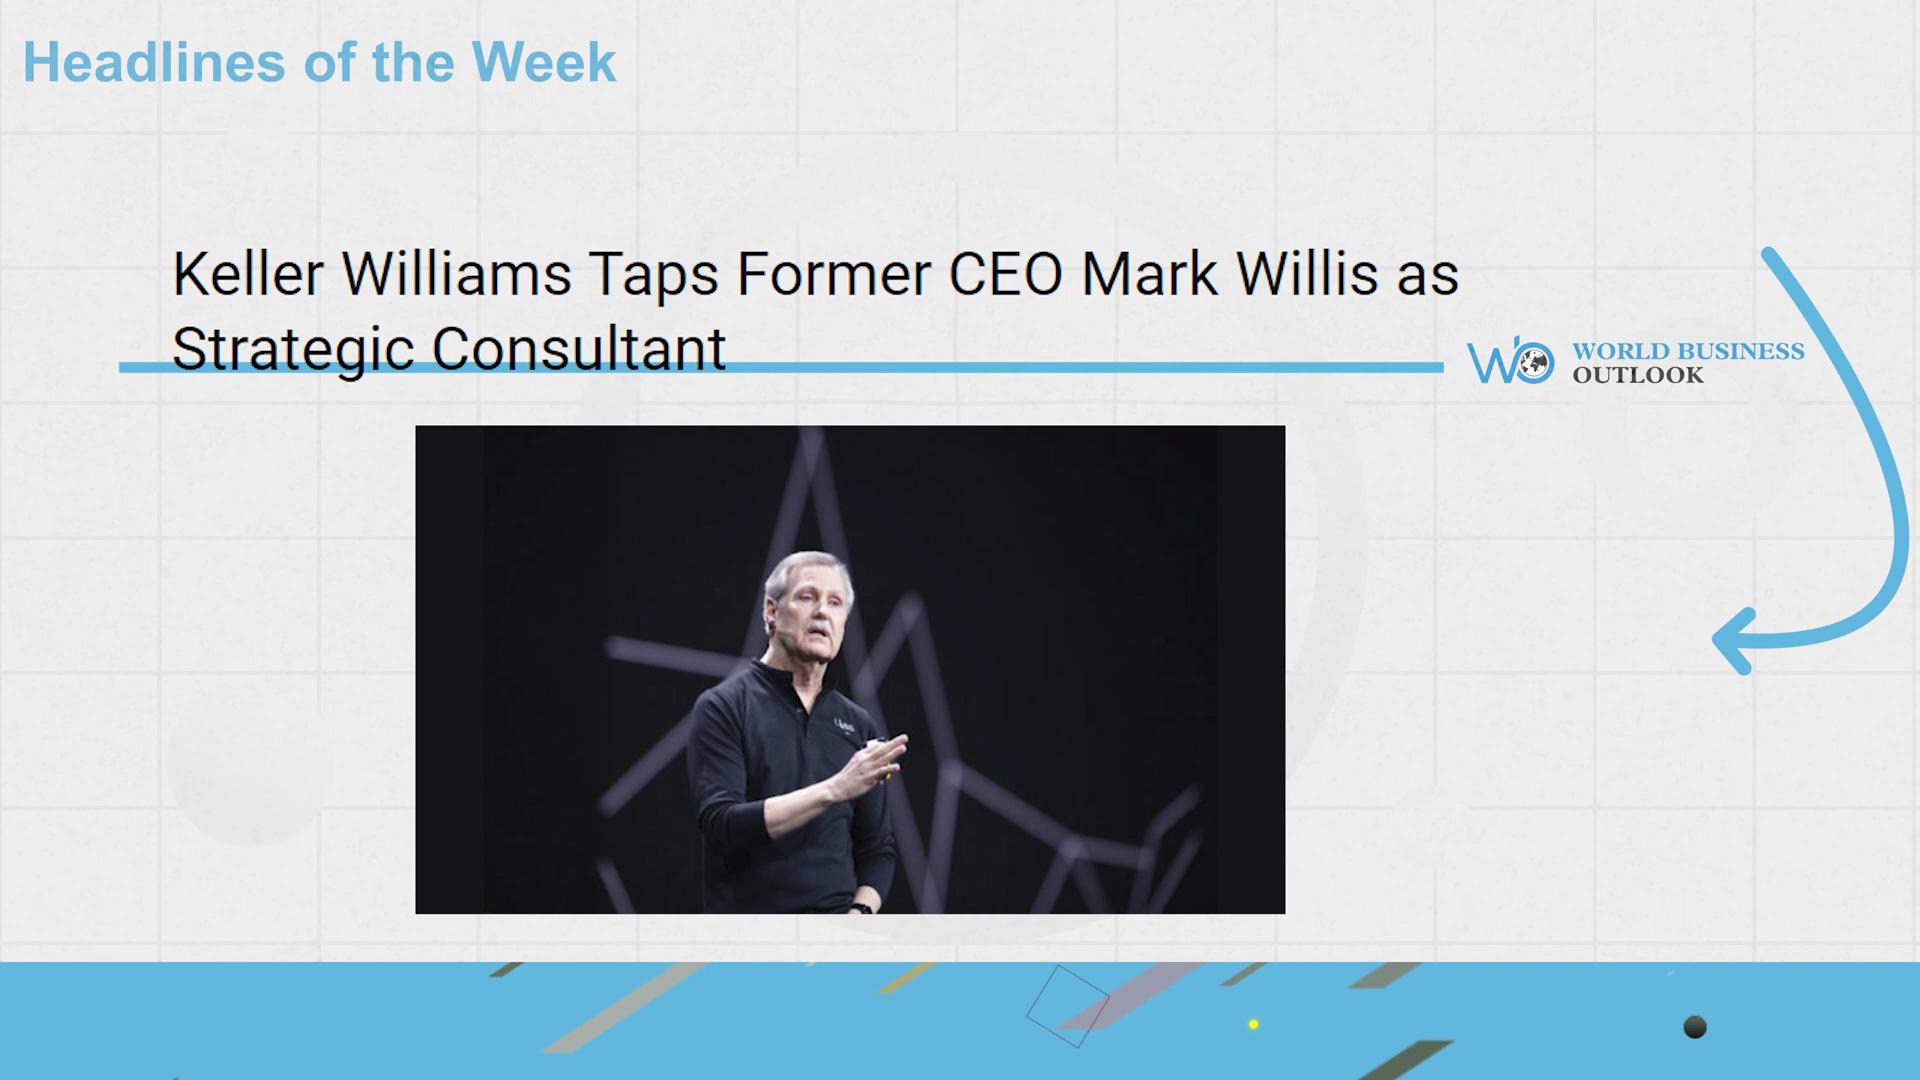 Headlines of the Week
Keller Williams Taps Former CEO Mark Willis as
Strategic Consultant
WORLD BUSINESS
OUTLOOK